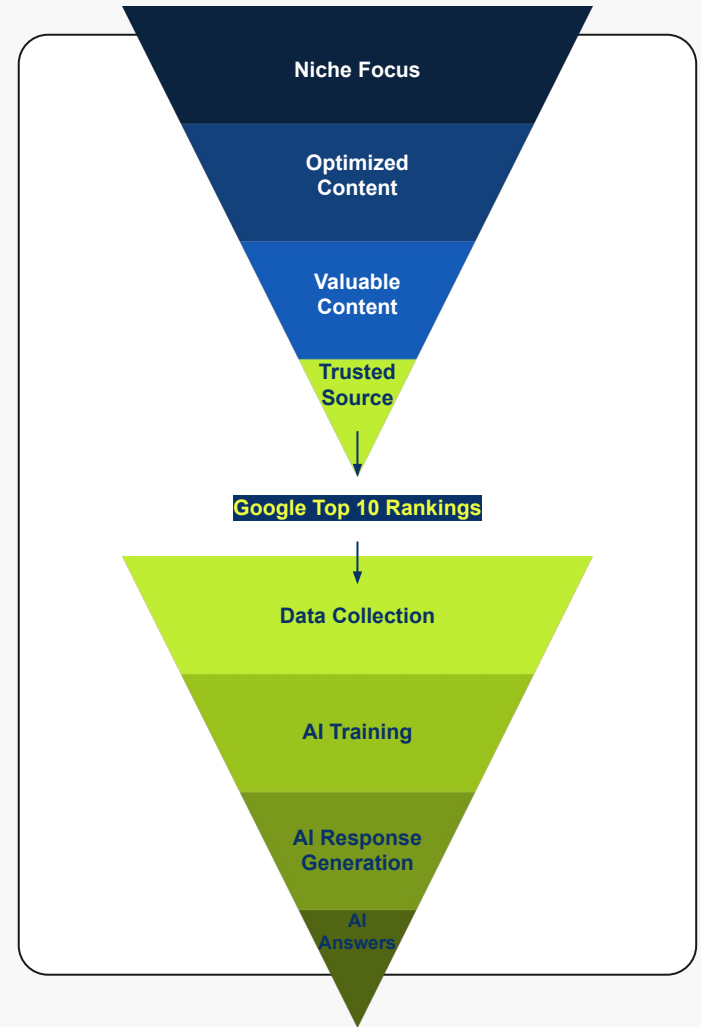 Niche Focus
Optimized
Content
Valuable
Content
Trusted
Source
Google Top 10 Rankings
Data Collection
AI Training
AI Response
Generation
AI
Answers